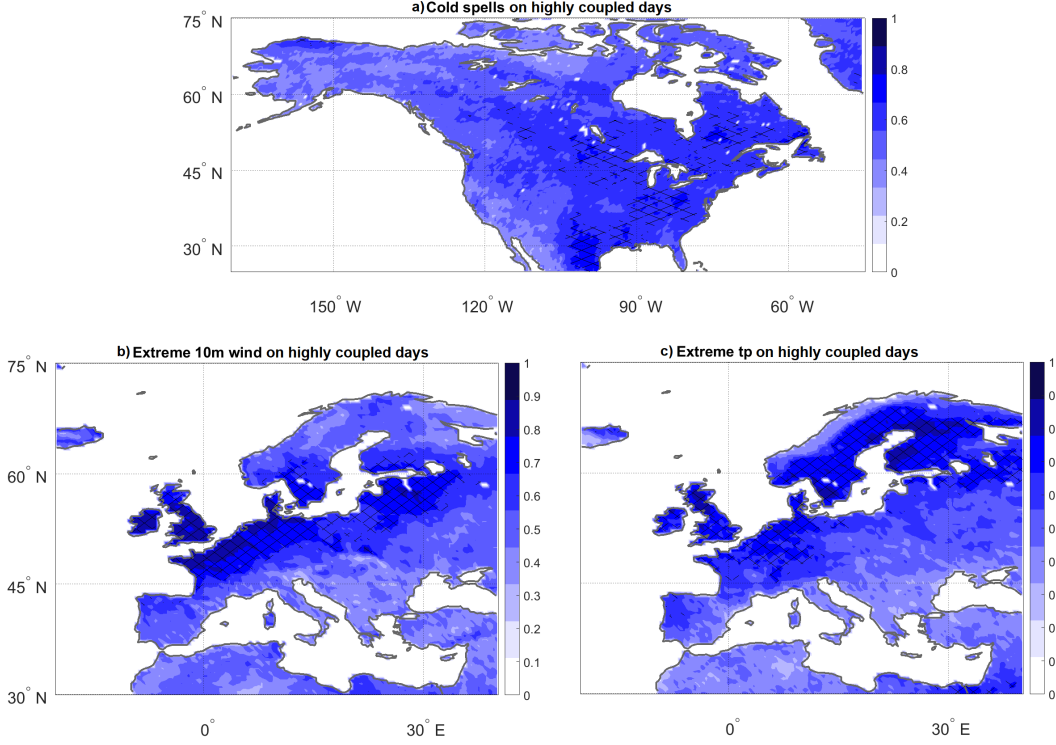 a)Cold spells on highly coupled days
75° N
60° N
45° N
30° N
150° W
120° W
90° W
60° W
1
0.8
0.6
0.4
0.2
0
b) Extreme 10m wind on highly coupled days
75° N
60° N
45° N
30° N
0°
30° E
1
0.9
0.8
0.7
0.6
0.5
0.4
0.3
0.2
0.1
0
c) Extreme tp on highly coupled days
0°
30° E
1
0
0
0
0
0
0
0
0
0
0